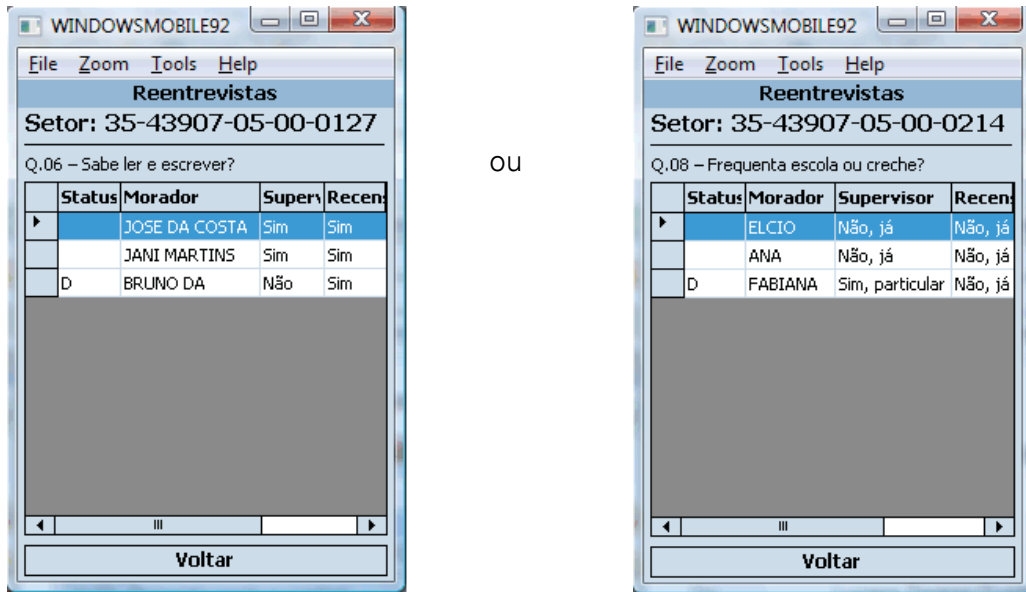 WINDOWSMOBILE92
File Zoom Tools Help
Reentrevistas
Setor: 35-43907-05-00-0127
Q.06 – Sabe ler e escrever?
Status Morador Superv Recens
JOSE DA COSTA Sim Sim
JANI MARTINS Sim Sim
D BRUNO DA Não Sim
Voltar
ou
WINDOWSMOBILE92
File Zoom Tools Help
Reentrevistas
Setor: 35-43907-05-00-0214
Q.08 – Frequenta escola ou creche?
Status Morador Supervisor Recens
ELCIO Não, já Não, já
ANA Não, já Não, já
D FABIANA Sim, particular Não, já
Voltar